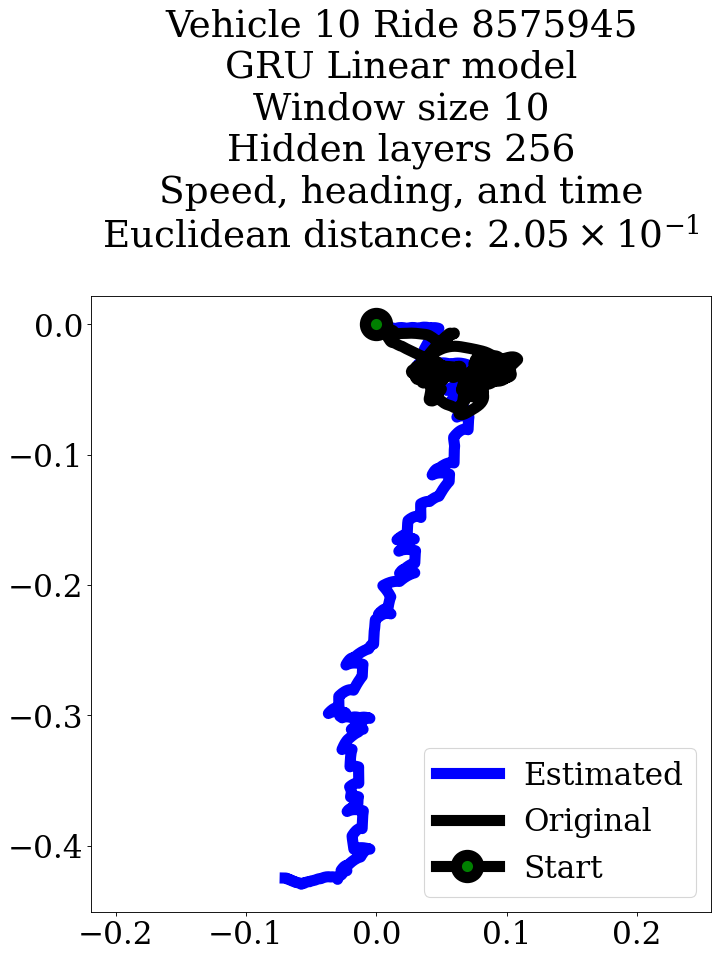 Vehicle 10 Ride 8575945
GRU Linear model
Window size 10
Hidden layers 256
Speed, heading, and time
Euclidean distance: 2.05 × 10⁻¹
0.0
−0.1
−0.2
−0.3
−0.4
Estimated
Original
Start
−0.2 −0.1 0.0 0.1 0.2